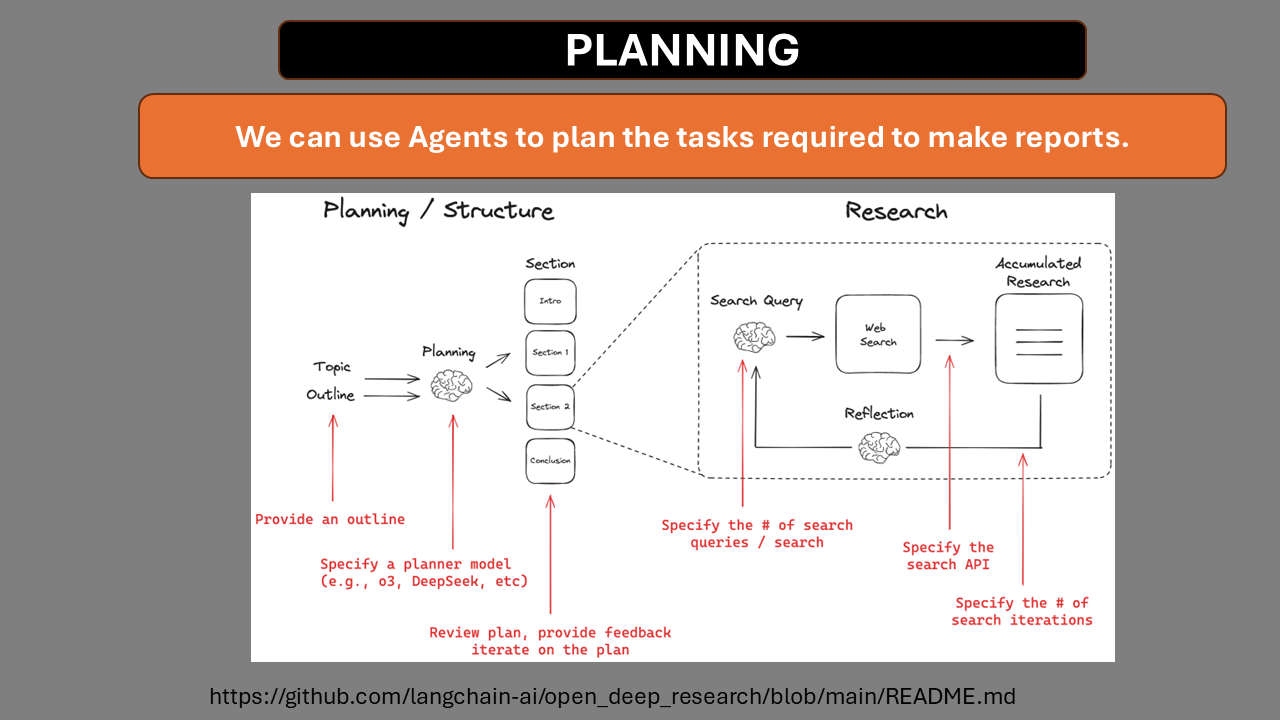 PLANNING
We can use Agents to plan the tasks required to make reports.
Planning / Structure
Research
Section
Intro
Section 1
Section 2
Conclusion
Planning
Topic
Outline
Provide an outline
Specify a planner model
(e.g., o3, DeepSeek, etc)
Review plan, provide feedback
iterate on the plan
Search Query
Web
Search
Accumulated
Research
Reflection
Specify the # of search
queries / search
Specify the
search API
Specify the # of
search iterations
https://github.com/langchain-ai/open_deep_research/blob/main/README.md